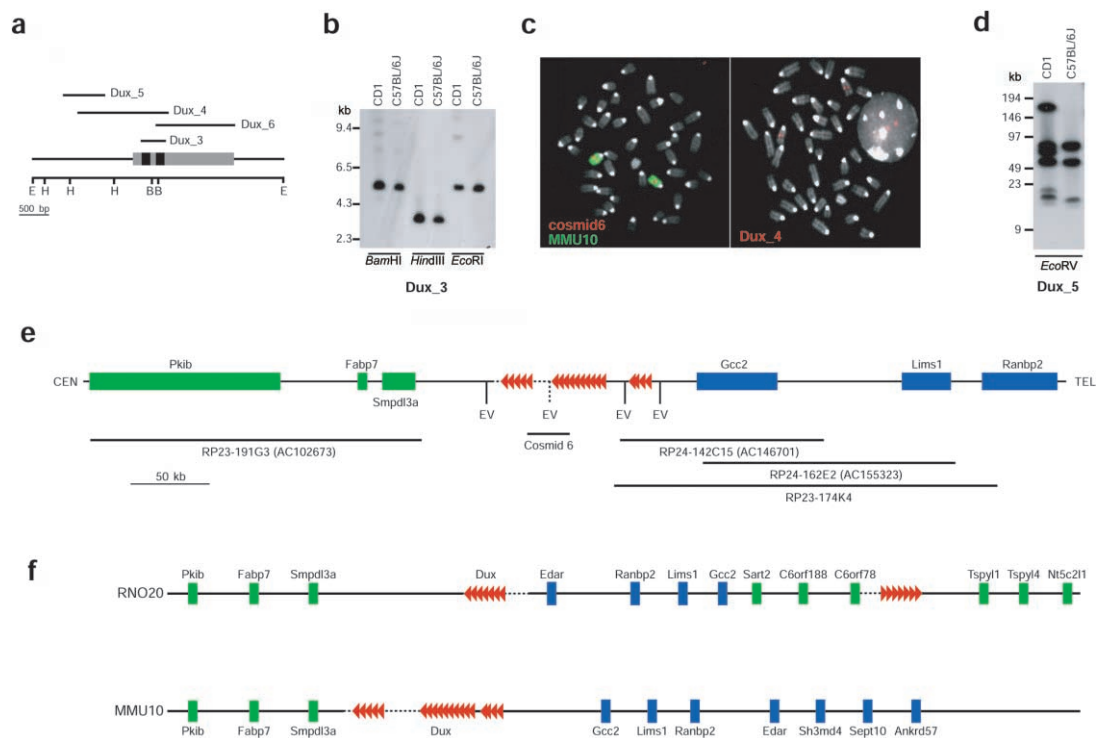 a
Dux_5
Dux_4
Dux_6
Dux_3
E H H H B B E
500 bp
b
CD1 C57BL/6J CD1 C57BL/6J CD1 C57BL/6J
kb
9.4
6.5
4.3
2.3
BamHI HindIII EcoRI
Dux_3
c
cosmid6
MMU10
Dux_4
d
CD1 C57BL/6J
kb
194
146
97
49
23
9
EcoRV
Dux_5
e
Pkib Fabp7 Gcc2 Lims1 Ranbp2
CEN TEL
Smpdl3a
EV EV EV EV
Cosmid 6
RP23-191G3 (AC102673)
RP24-142C15 (AC146701)
RP24-162E2 (AC155323)
RP23-174K4
50 kb
f
Pkib Fabp7 Smpdl3a Dux Edar Ranbp2 Lims1 Gcc2 Sart2 C6orf188 C6orf78 Tspyl1 Tspyl4 Nt5c2l1
RNO20
MMU10
Pkib Fabp7 Smpdl3a Dux Gcc2 Lims1 Ranbp2 Edar Sh3md4 Sept10 Ankrd57